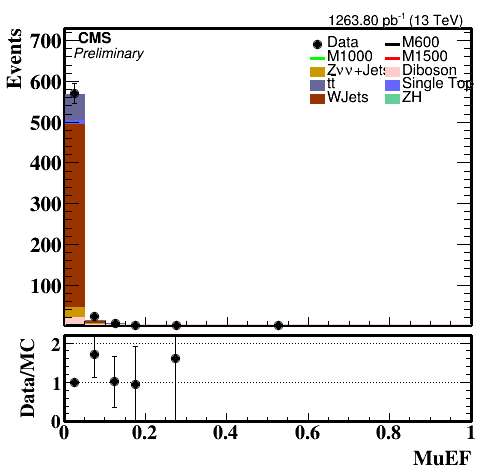 1263.80 pb⁻¹ (13 TeV)
CMS
Preliminary
Data
M600
M1000
M1500
Zνν+Jets
Diboson
tt
Single Top
WJets
ZH
Events
700
600
500
400
300
200
100
Data/MC
2
1
0
0 0.2 0.4 0.6 0.8 1
MuEF